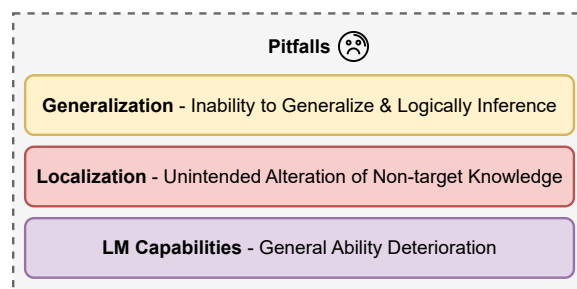 Pitfalls
Generalization - Inability to Generalize & Logically Inference
Localization - Unintended Alteration of Non-target Knowledge
LM Capabilities - General Ability Deterioration